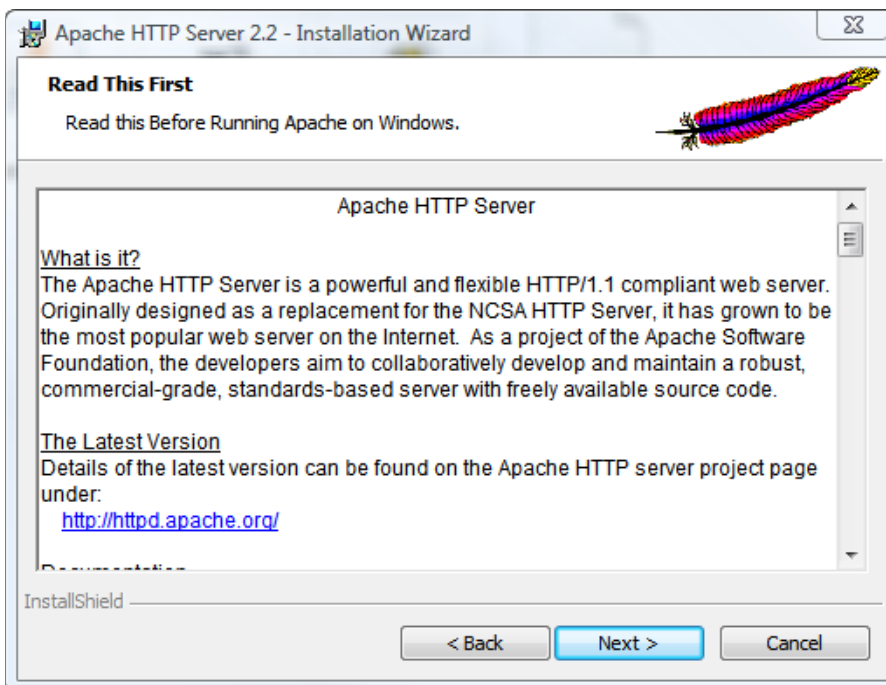 Apache HTTP Server 2.2 - Installation Wizard
Read This First
Read this Before Running Apache on Windows.
Apache HTTP Server
What is it?
The Apache HTTP Server is a powerful and flexible HTTP/1.1 compliant web server.
Originally designed as a replacement for the NCSA HTTP Server, it has grown to be
the most popular web server on the Internet.  As a project of the Apache Software
Foundation, the developers aim to collaboratively develop and maintain a robust,
commercial-grade, standards-based server with freely available source code.
The Latest Version
Details of the latest version can be found on the Apache HTTP server project page
under:
http://httpd.apache.org/
Documentation
InstallShield
< Back
Next >
Cancel